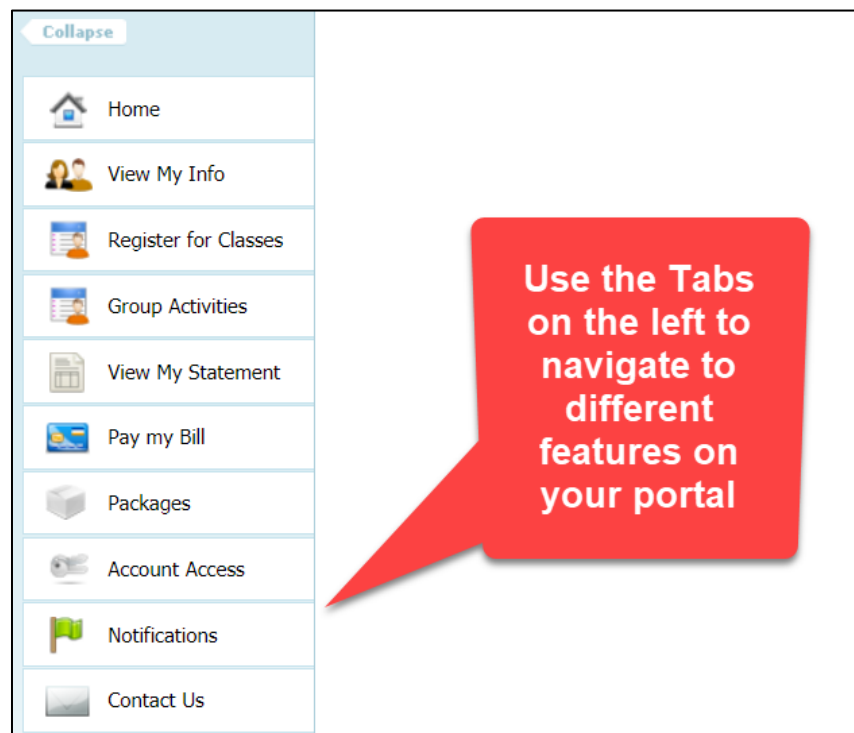 Collapse
Home
View My Info
Register for Classes
Group Activities
View My Statement
Pay my Bill
Packages
Account Access
Notifications
Contact Us
Use the Tabs
on the left to
navigate to
different
features on
your portal